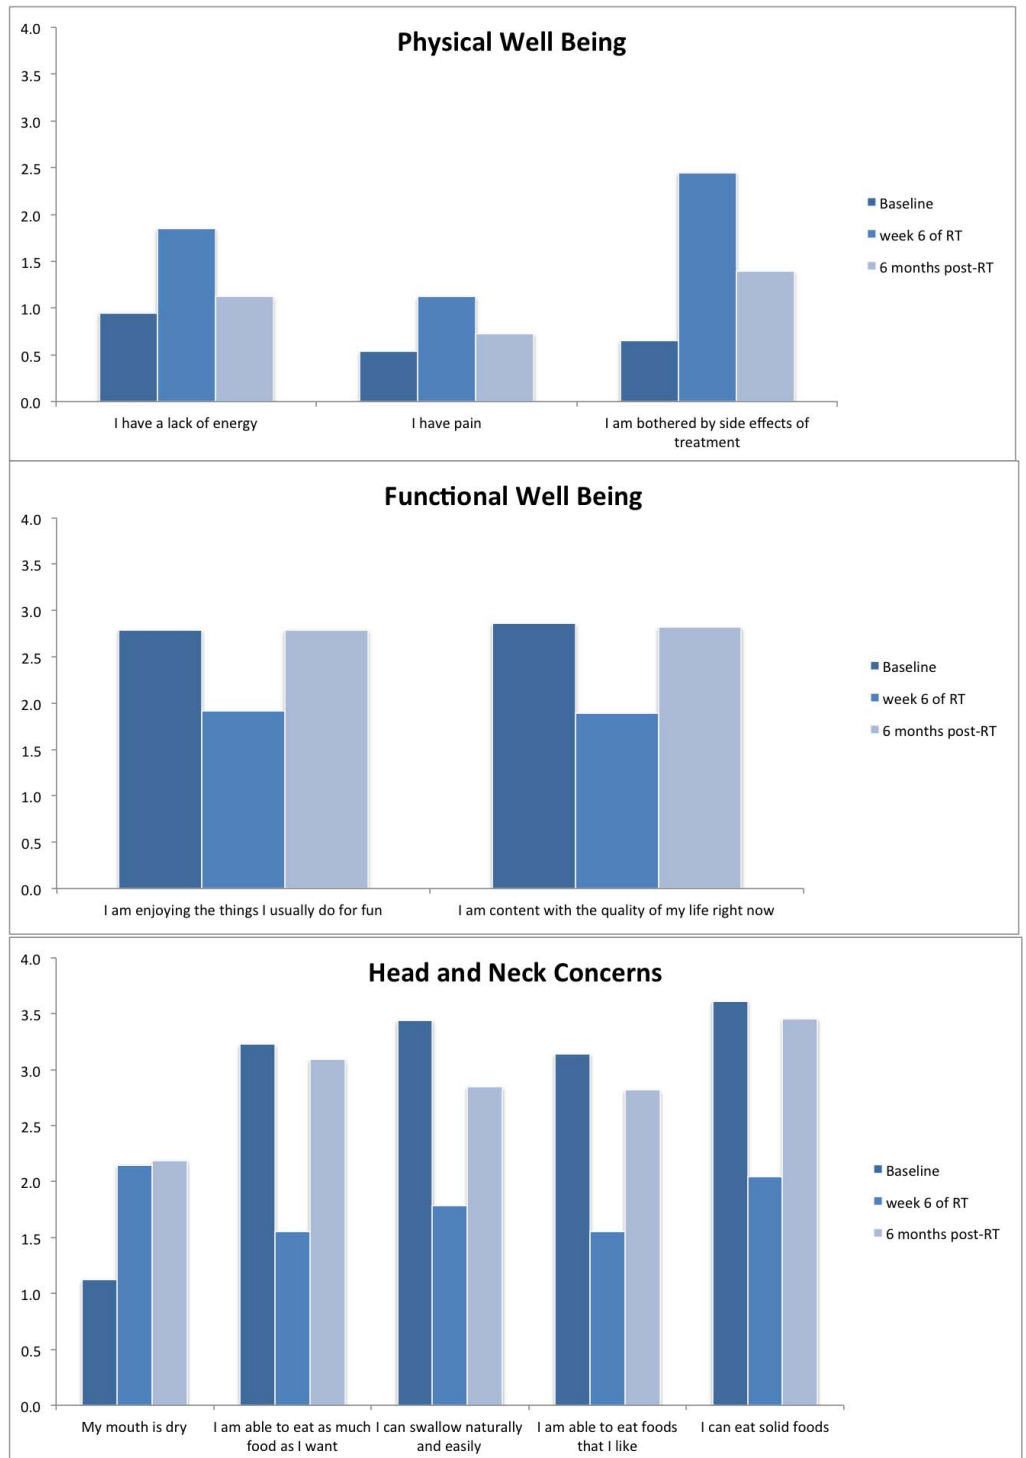 Physical Well Being
4.0
3.5
3.0
2.5
2.0
1.5
1.0
0.5
0.0
I have a lack of energy
I have pain
I am bothered by side effects of
treatment
Baseline
week 6 of RT
6 months post-RT
Functional Well Being
4.0
3.5
3.0
2.5
2.0
1.5
1.0
0.5
0.0
I am enjoying the things I usually do for fun
I am content with the quality of my life right now
Baseline
week 6 of RT
6 months post-RT
Head and Neck Concerns
4.0
3.5
3.0
2.5
2.0
1.5
1.0
0.5
0.0
My mouth is dry
I am able to eat as much
food as I want
I can swallow naturally
and easily
I am able to eat foods
that I like
I can eat solid foods
Baseline
week 6 of RT
6 months post-RT